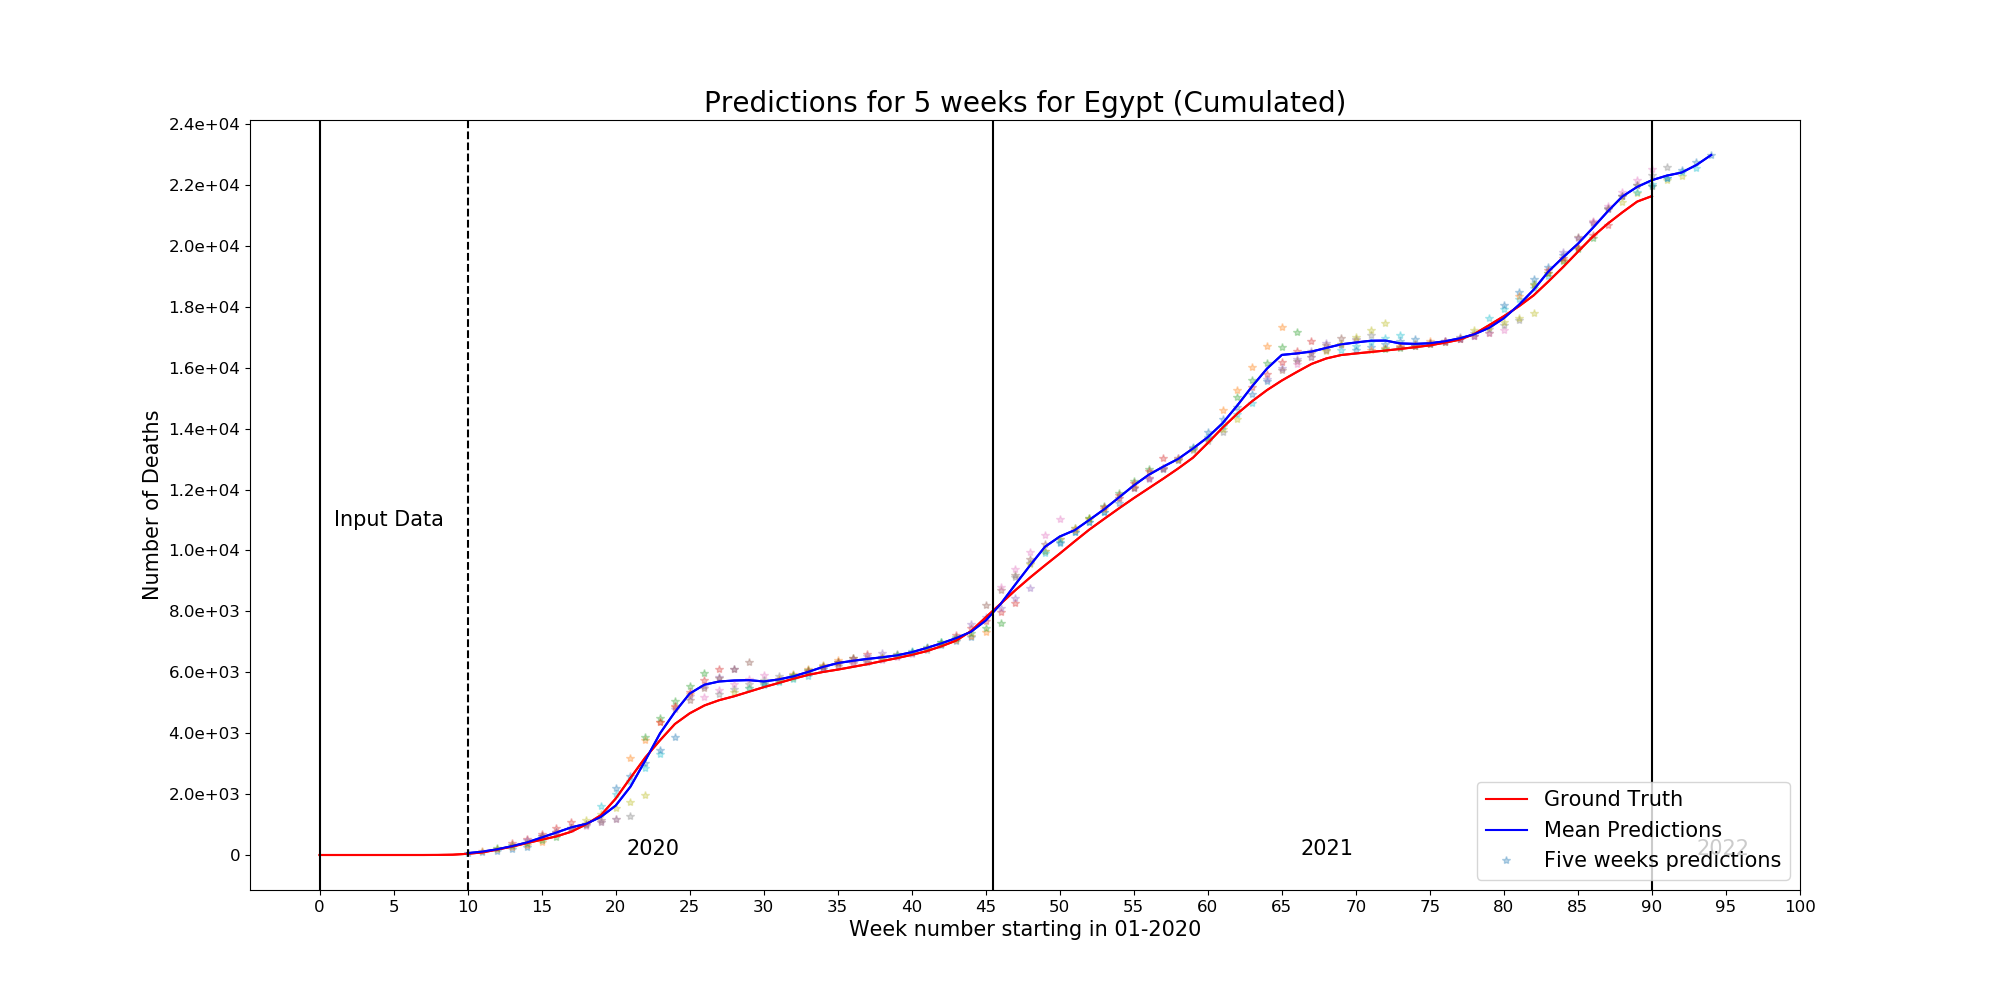 Predictions for 5 weeks for Egypt (Cumulated)
2.4e+04
2.2e+04
2.0e+04
1.8e+04
1.6e+04
1.4e+04
1.2e+04
1.0e+04
8.0e+03
6.0e+03
4.0e+03
2.0e+03
0
Number of Deaths
Input Data
2020
2021
2022
Ground Truth
Mean Predictions
Five weeks predictions
0 5 10 15 20 25 30 35 40 45 50 55 60 65 70 75 80 85 90 95 100
Week number starting in 01-2020